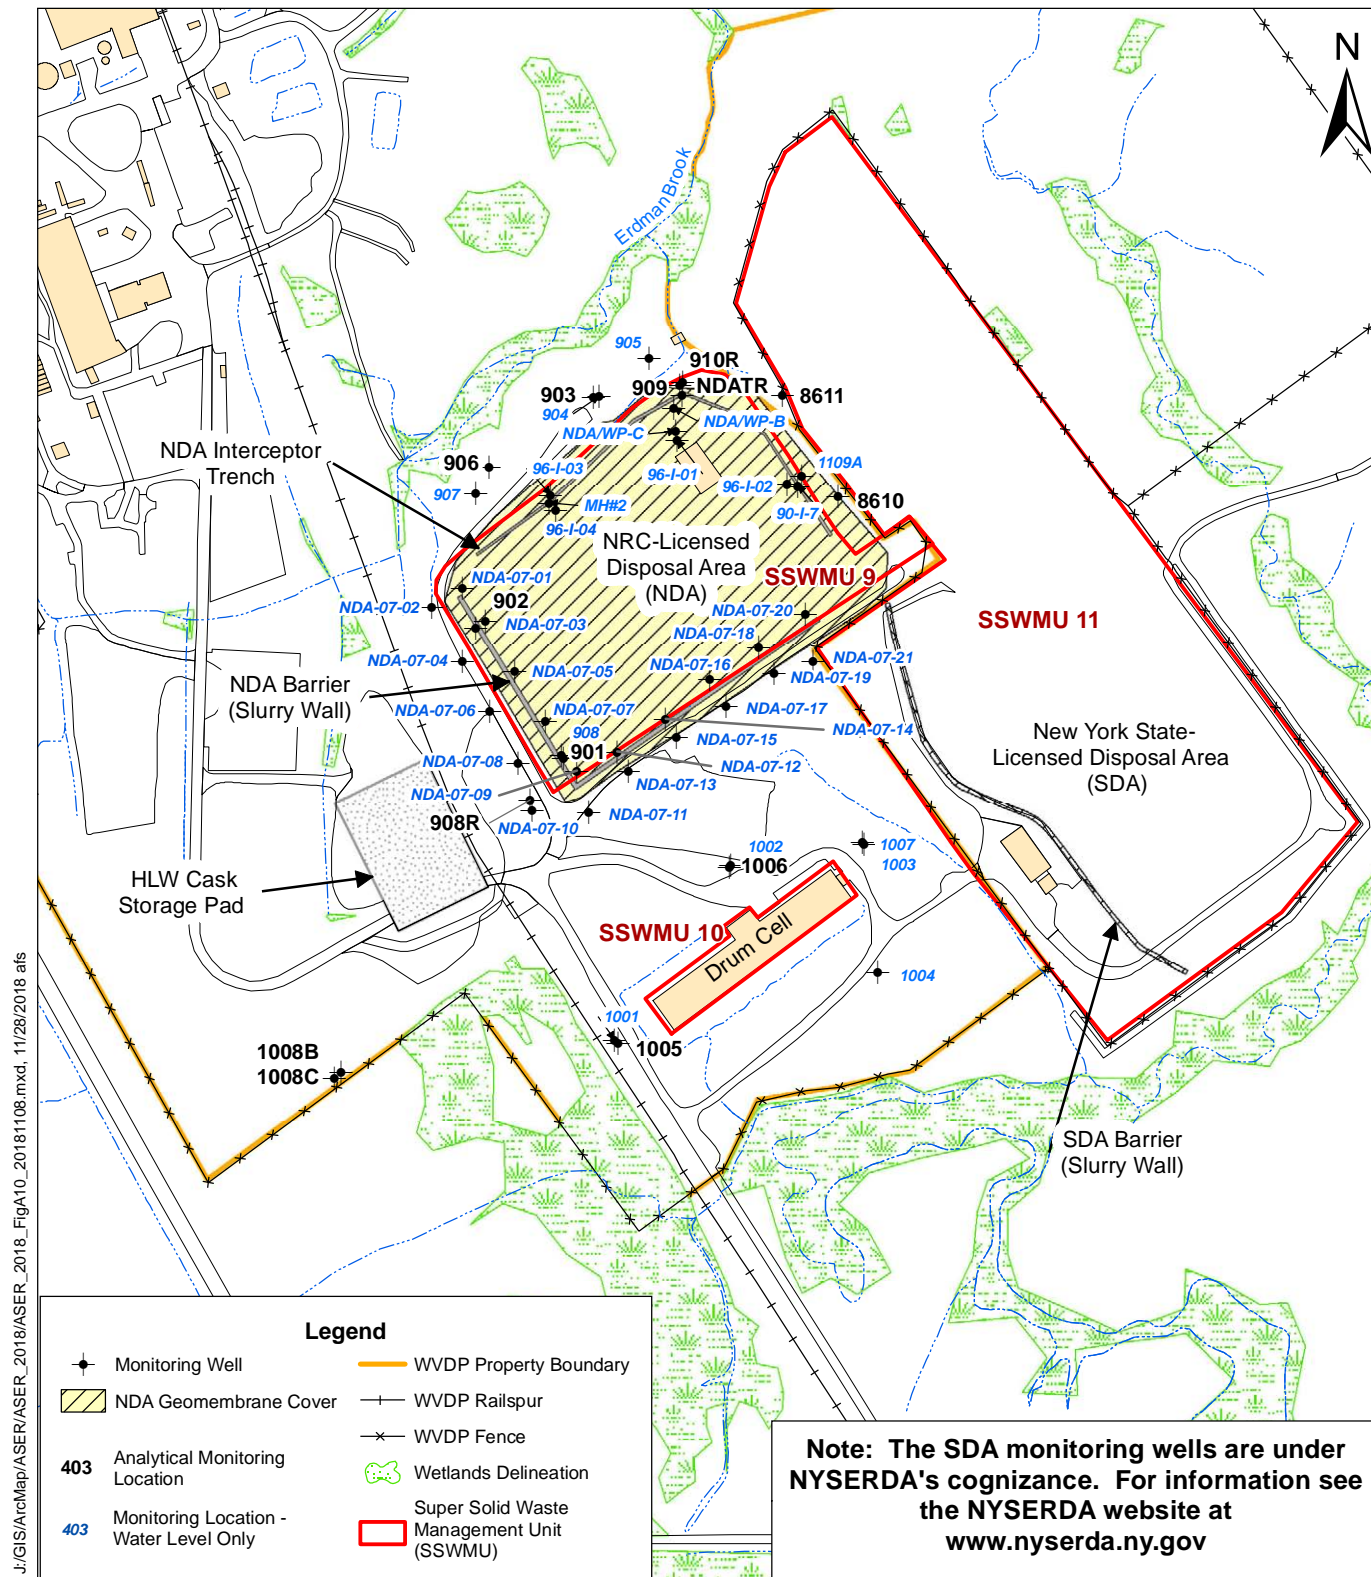 N
ErdmanBrook
905
910R
903
909
NDATR
8611
904
NDA/WP-C
NDA/WP-B
NDA Interceptor
Trench
906
96-I-03
96-I-01
1109A
907
96-I-02
8610
MH#2
90-I-7
96-I-04
NRC-Licensed
Disposal Area
(NDA)
SSWMU 9
NDA-07-01
902
NDA-07-02
NDA-07-03
NDA-07-20
SSWMU 11
NDA-07-18
NDA-07-04
NDA-07-05
NDA-07-16
NDA-07-21
NDA-07-19
NDA Barrier
(Slurry Wall)
NDA-07-06
NDA-07-07
NDA-07-17
NDA-07-14
908
NDA-07-15
901
NDA-07-08
NDA-07-12
NDA-07-09
NDA-07-13
New York State-
Licensed Disposal Area
(SDA)
908R
NDA-07-10
NDA-07-11
1002
1006
1007
1003
HLW Cask
Storage Pad
SSWMU 10
Drum Cell
1004
1001
1005
1008B
1008C
SDA Barrier
(Slurry Wall)
Legend
Monitoring Well
NDA Geomembrane Cover
403
Analytical Monitoring
Location
403
Monitoring Location -
Water Level Only
WVDP Property Boundary
WVDP Railspur
WVDP Fence
Wetlands Delineation
Super Solid Waste
Management Unit
(SSWMU)
Note:  The SDA monitoring wells are under
NYSERDA's cognizance.  For information see
the NYSERDA website at
www.nyserda.ny.gov
J:/GIS/ArcMap/ASER/ASER_2018/ASER_2018_FigA10_20181108.mxd, 11/28/2018 afs